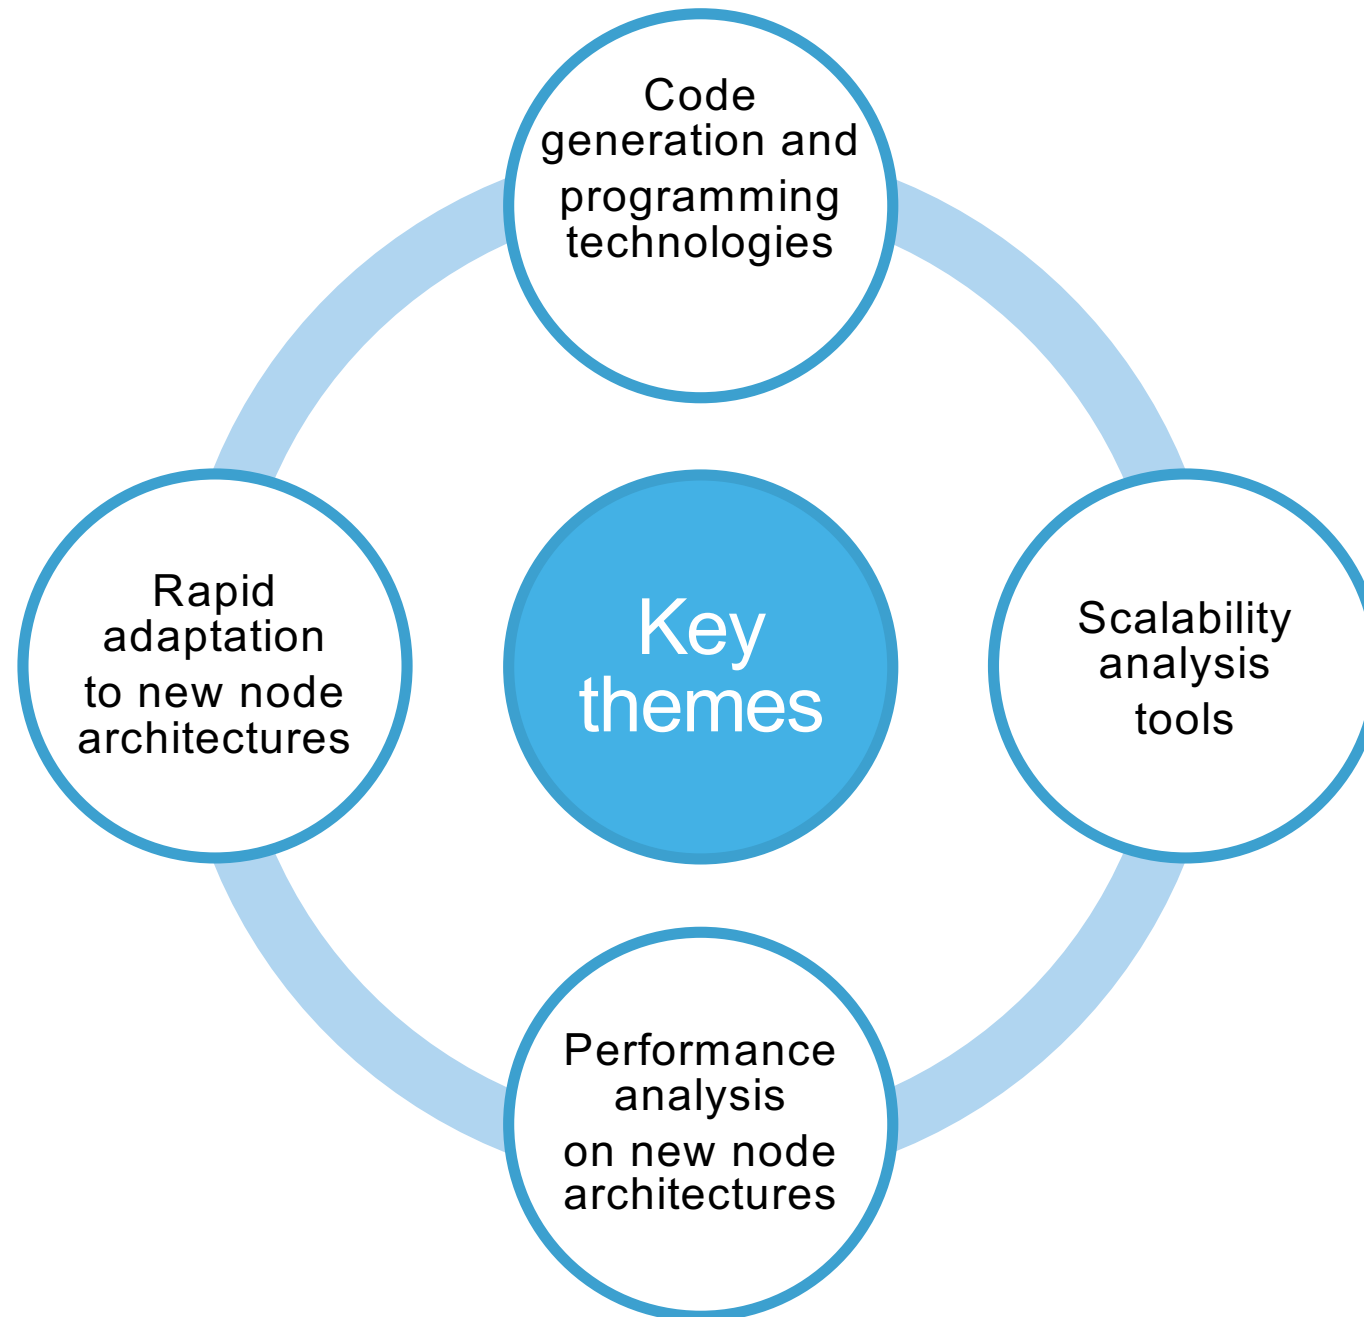 Code
generation and
programming
technologies
Rapid
adaptation
to new node
architectures
Key
themes
Scalability
analysis
tools
Performance
analysis
on new node
architectures